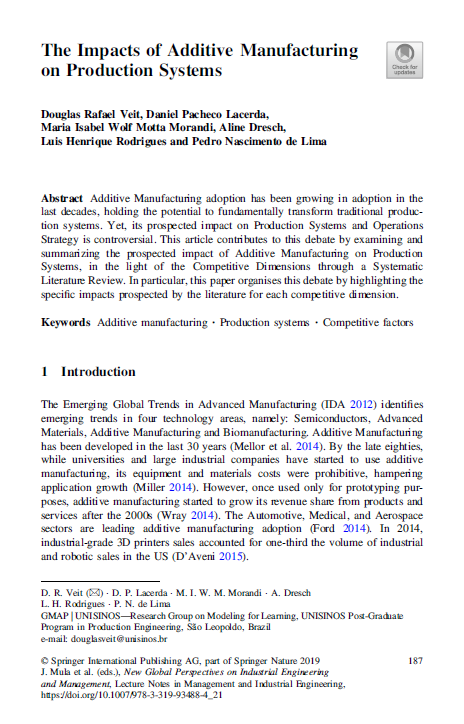 The Impacts of Additive Manufacturing
on Production Systems
Check for
updates
Douglas Rafael Veit, Daniel Pacheco Lacerda,
Maria Isabel Wolf Motta Morandi, Aline Dresch,
Luis Henrique Rodrigues and Pedro Nascimento de Lima
Abstract Additive Manufacturing adoption has been growing in adoption in the
last decades, holding the potential to fundamentally transform traditional produc-
tion systems. Yet, its prospected impact on Production Systems and Operations
Strategy is controversial. This article contributes to this debate by examining and
summarizing the prospected impact of Additive Manufacturing on Production
Systems, in the light of the Competitive Dimensions through a Systematic
Literature Review. In particular, this paper organises this debate by highlighting the
specific impacts prospected by the literature for each competitive dimension.
Keywords Additive manufacturing · Production systems · Competitive factors
1 Introduction
The Emerging Global Trends in Advanced Manufacturing (IDA 2012) identifies
emerging trends in four technology areas, namely: Semiconductors, Advanced
Materials, Additive Manufacturing and Biomanufacturing. Additive Manufacturing
has been developed in the last 30 years (Mellor et al. 2014). By the late eighties,
while universities and large industrial companies have started to use additive
manufacturing, its equipment and materials costs were prohibitive, hampering
application growth (Miller 2014). However, once used only for prototyping pur-
poses, additive manufacturing started to grow its revenue share from products and
services after the 2000s (Wray 2014). The Automotive, Medical, and Aerospace
sectors are leading additive manufacturing adoption (Ford 2014). In 2014,
industrial-grade 3D printers sales accounted for one-third the volume of industrial
and robotic sales in the US (D'Aveni 2015).
D. R. Veit (✉) · D. P. Lacerda · M. I. W. M. Morandi · A. Dresch
L. H. Rodrigues · P. N. de Lima
GMAP | UNISINOS—Research Group on Modeling for Learning, UNISINOS Post-Graduate
Program in Production Engineering, São Leopoldo, Brazil
e-mail: douglasveit@unisinos.br
© Springer International Publishing AG, part of Springer Nature 2019 187
J. Mula et al. (eds.), New Global Perspectives on Industrial Engineering
and Management, Lecture Notes in Management and Industrial Engineering,
https://doi.org/10.1007/978-3-319-93488-4_21